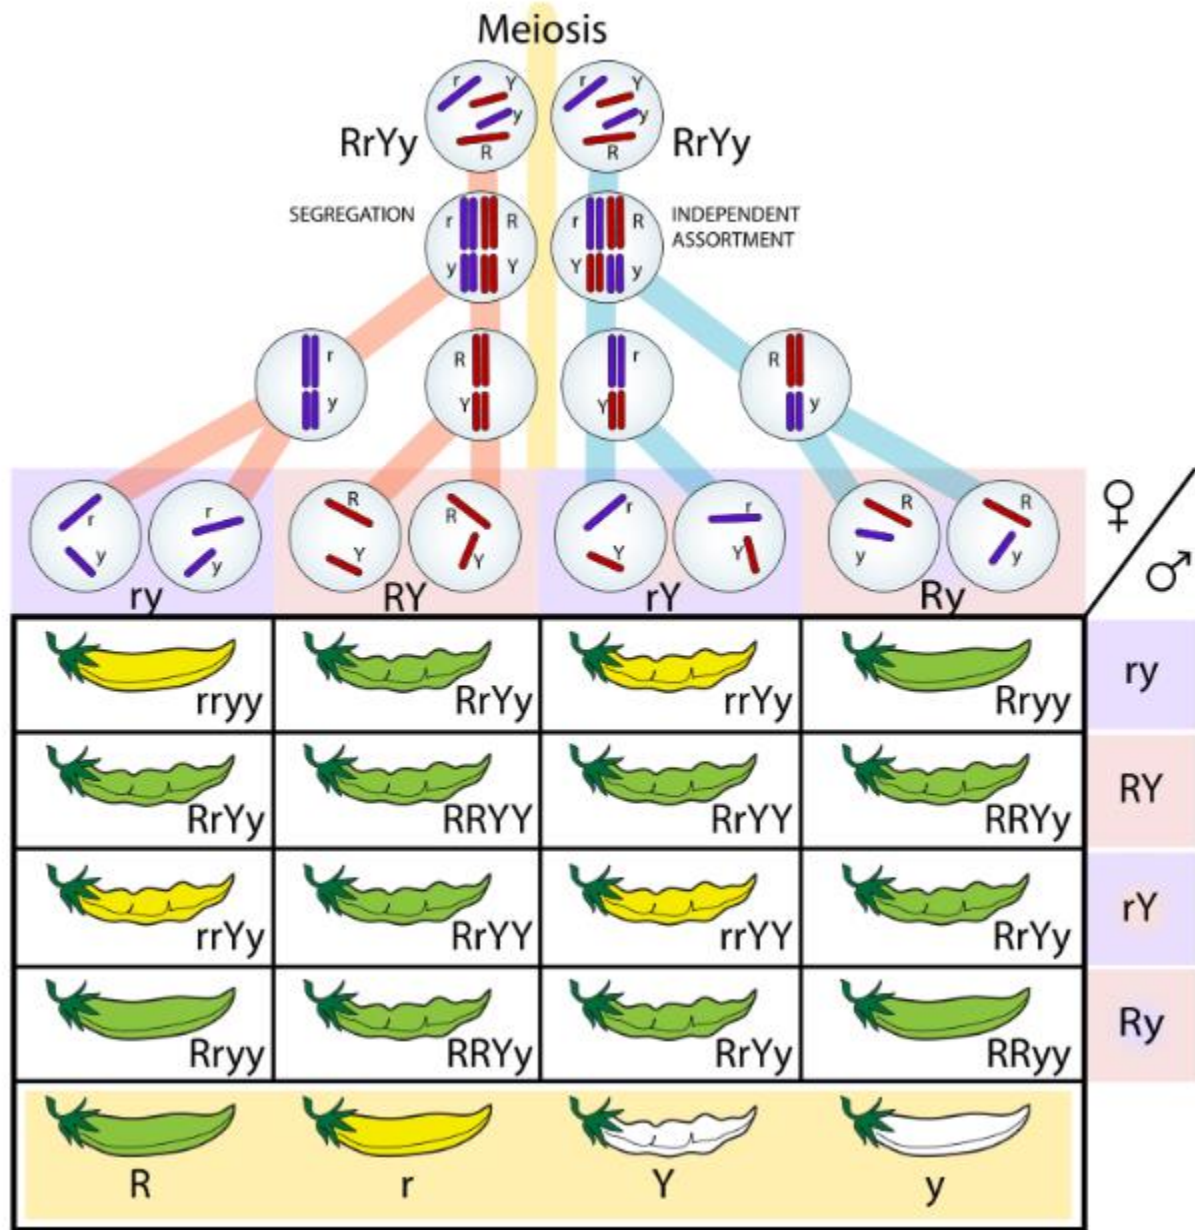 Meiosis
r Y y R
r Y y R
RrYy RrYy
SEGREGATION
r R y Y
INDEPENDENT
ASSORTMENT
r R Y y
r y
R Y
r Y
R y
r y
r y
R Y
R Y
r Y
r Y
R y
R y
♀
♂
ry RY rY Ry
rryy RrYy rrYy Rryy ry
RrYy RRYY RrYY RRYy RY
rrYy RrYY rrYY RrYy rY
Rryy RRYy RrYy RRyy Ry
R r Y y